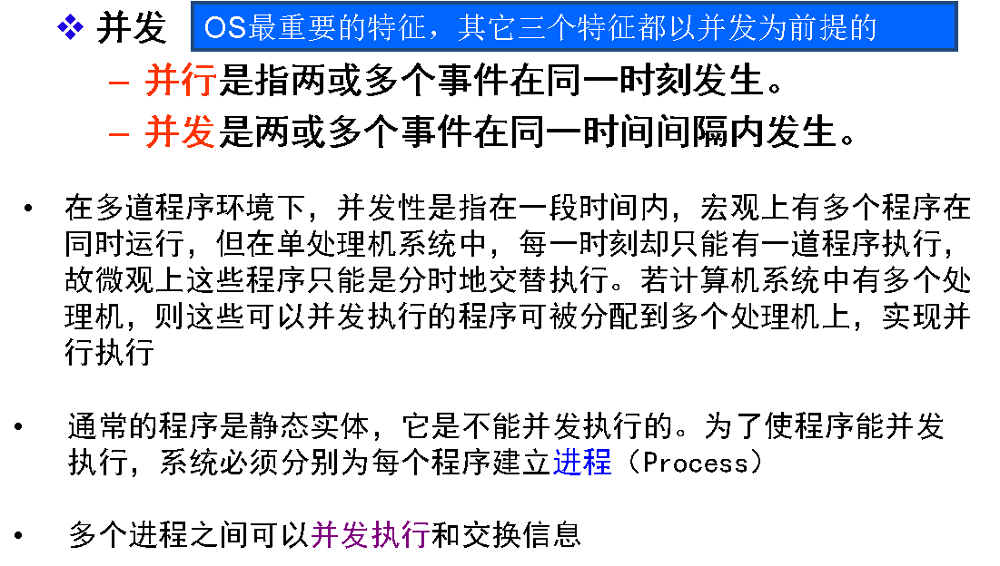 ❖ 并发 OS最重要的特征，其它三个特征都以并发为前提的
– 并行是指两或多个事件在同一时刻发生。
– 并发是两或多个事件在同一时间间隔内发生。
• 在多道程序环境下，并发性是指在一段时间内，宏观上有多个程序在
同时运行，但在单处理机系统中，每一时刻却只能有一道程序执行，
故微观上这些程序只能是分时地交替执行。若计算机系统中有多个处
理机，则这些可以并发执行的程序可被分配到多个处理机上，实现并
行执行
• 通常的程序是静态实体，它是不能并发执行的。为了使程序能并发
执行，系统必须分别为每个程序建立进程（Process）
• 多个进程之间可以并发执行和交换信息